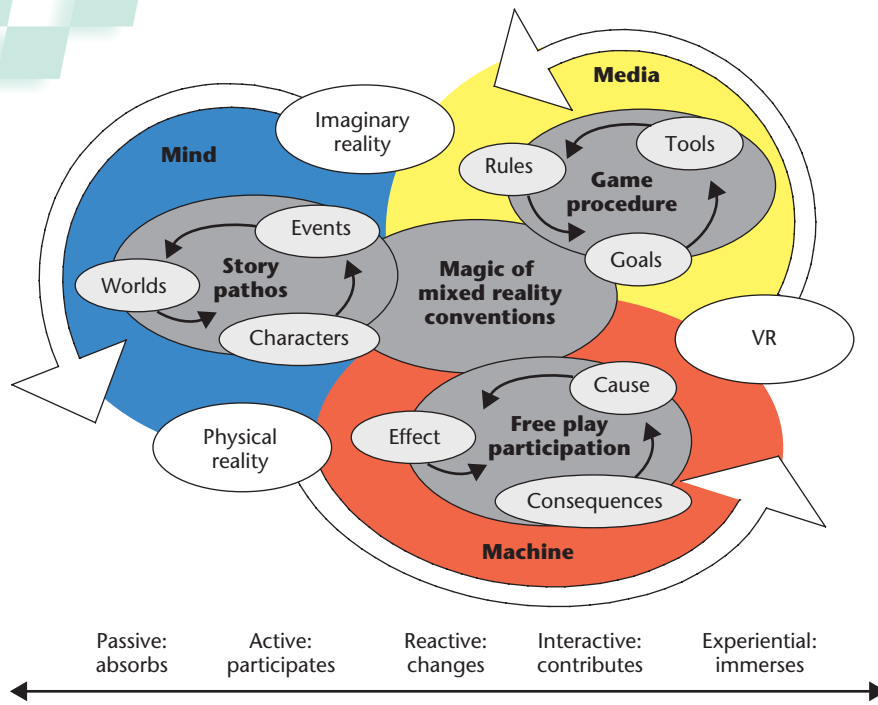 Media
Imaginary
reality
Mind
Tools
Rules
Game
procedure
Events
Goals
Worlds
Story
pathos
Magic of
mixed reality
conventions
Characters
VR
Cause
Physical
reality
Effect
Free play
participation
Consequences
Machine
Passive:
absorbs
Active:
participates
Reactive:
changes
Interactive:
contributes
Experiential:
immerses